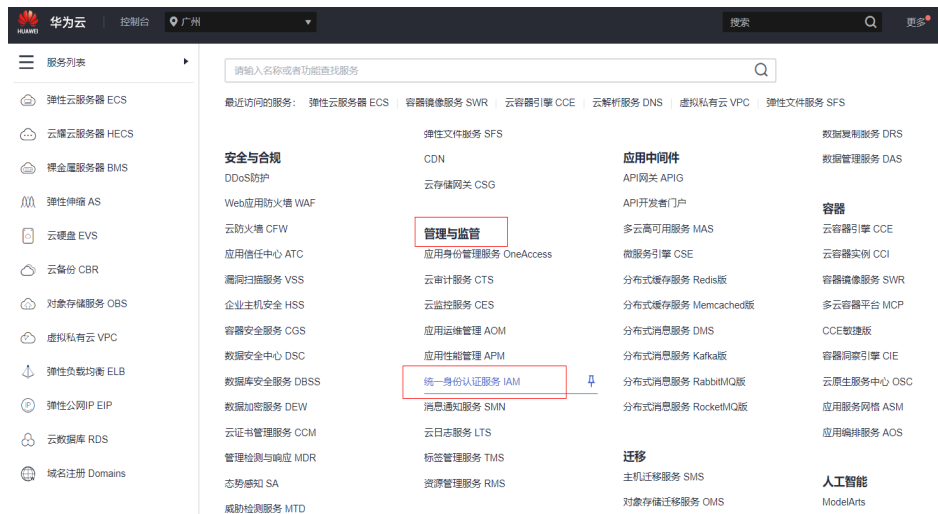 HUAWEI
华为云
控制台
广州
搜索
更多
服务列表
弹性云服务器 ECS
云耀云服务器 HECS
裸金属服务器 BMS
弹性伸缩 AS
云硬盘 EVS
云备份 CBR
对象存储服务 OBS
虚拟私有云 VPC
弹性负载均衡 ELB
弹性公网IP EIP
云数据库 RDS
域名注册 Domains
请输入名称或者功能查找服务
最近访问的服务: 弹性云服务器 ECS 容器镜像服务 SWR 云容器引擎 CCE 云解析服务 DNS 虚拟私有云 VPC 弹性文件服务 SFS
安全与合规
DDoS防护
Web应用防火墙 WAF
云防火墙 CFW
应用信任中心 ATC
漏洞扫描服务 VSS
企业主机安全 HSS
容器安全服务 CGS
数据安全中心 DSC
数据库安全服务 DBSS
数据加密服务 DEW
云证书管理服务 CCM
管理检测与响应 MDR
态势感知 SA
威胁检测服务 MTD
弹性文件服务 SFS
CDN
云存储网关 CSG
管理与监管
应用身份管理服务 OneAccess
云审计服务 CTS
云监控服务 CES
应用运维管理 AOM
应用性能管理 APM
统一身份认证服务 IAM
消息通知服务 SMN
云日志服务 LTS
标签管理服务 TMS
资源管理服务 RMS
应用中间件
API网关 APIG
API开发者门户
多云高可用服务 MAS
微服务引擎 CSE
分布式缓存服务 Redis版
分布式缓存服务 Memcached版
分布式消息服务 DMS
分布式消息服务 Kafka版
分布式消息服务 RabbitMQ版
分布式消息服务 RocketMQ版
迁移
主机迁移服务 SMS
对象存储迁移服务 OMS
数据复制服务 DRS
数据管理服务 DAS
容器
云容器引擎 CCE
云容器实例 CCI
容器镜像服务 SWR
多云容器平台 MCP
CCE敏捷版
容器洞察引擎 CIE
云原生服务中心 OSC
应用服务网格 ASM
应用编排服务 AOS
人工智能
ModelArts